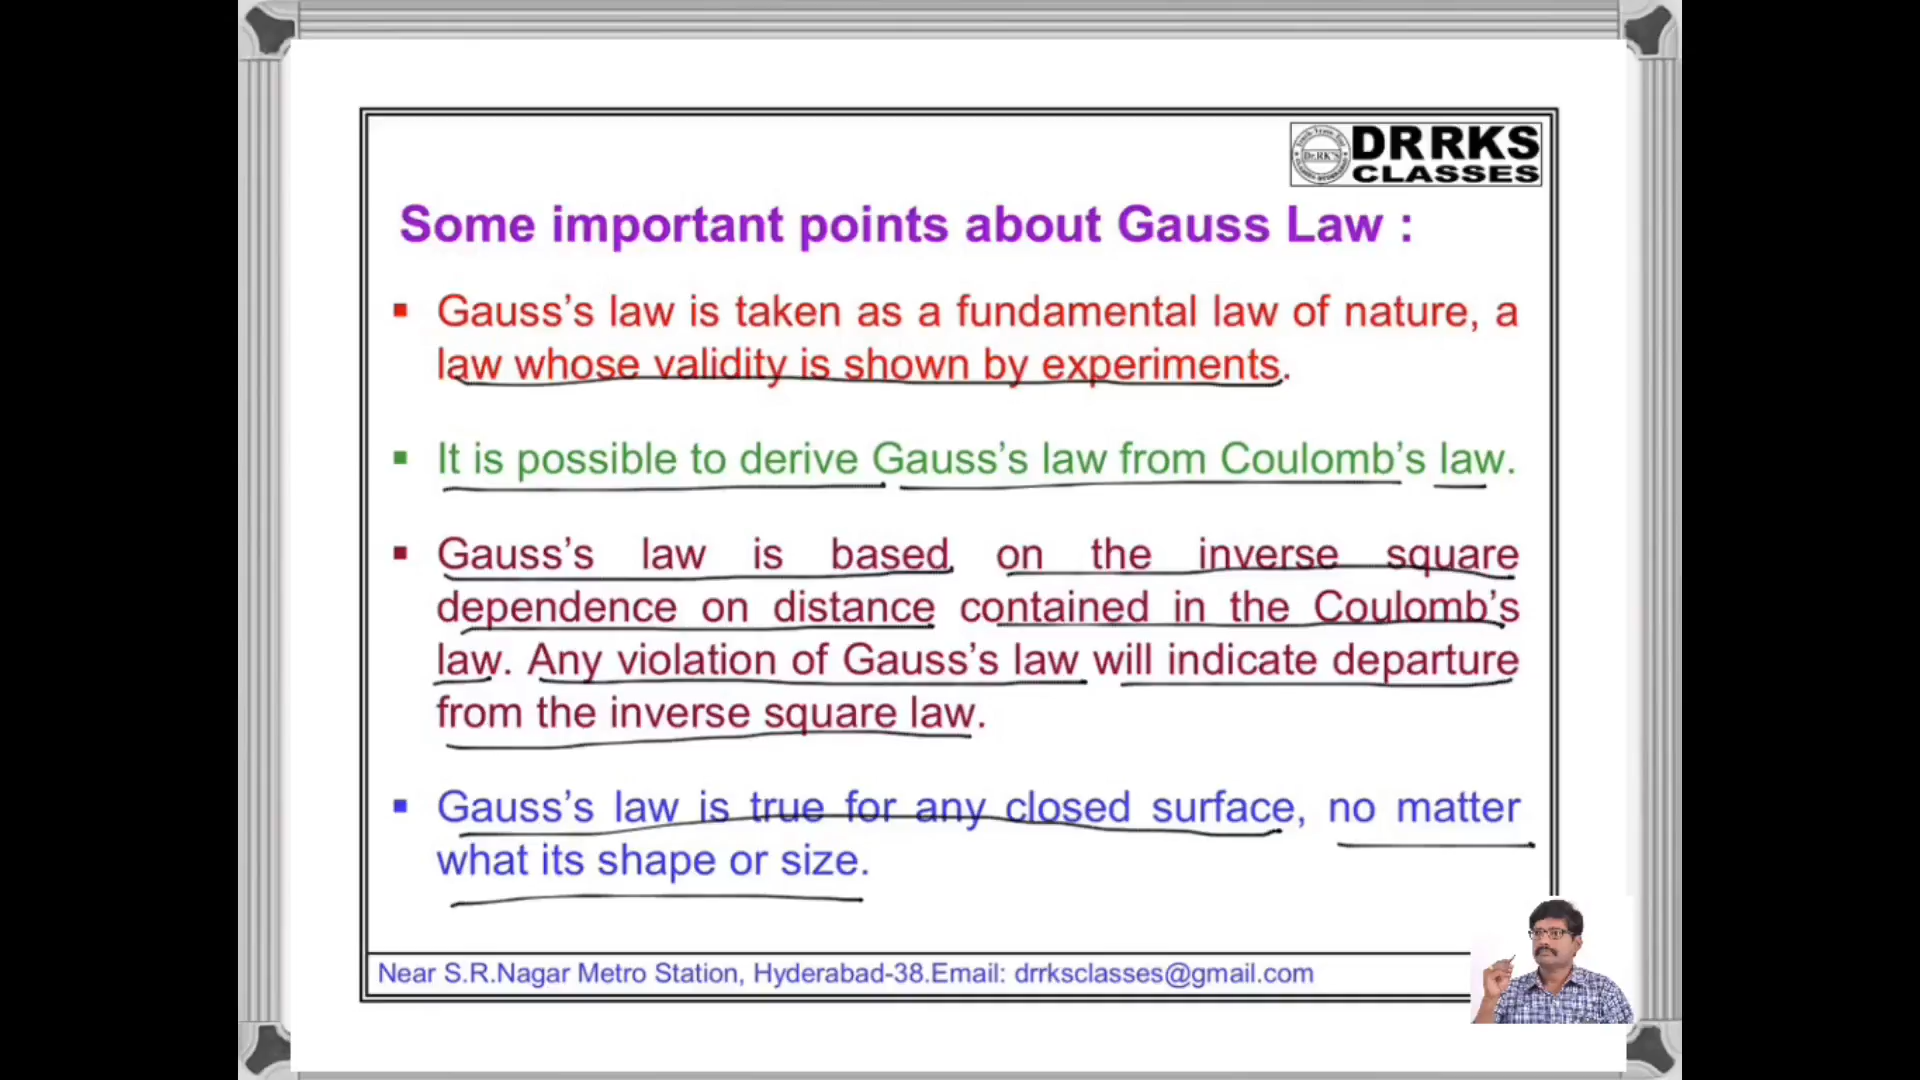 DRRKS
CLASSES
Dr.RK'S
Some important points about Gauss Law :
▪ Gauss’s law is taken as a fundamental law of nature, a
law whose validity is shown by experiments.
▪ It is possible to derive Gauss’s law from Coulomb’s law.
▪ Gauss’s law is based on the inverse square
dependence on distance contained in the Coulomb’s
law. Any violation of Gauss’s law will indicate departure
from the inverse square law.
▪ Gauss’s law is true for any closed surface, no matter
what its shape or size.
Near S.R.Nagar Metro Station, Hyderabad-38.Email: drrksclasses@gmail.com